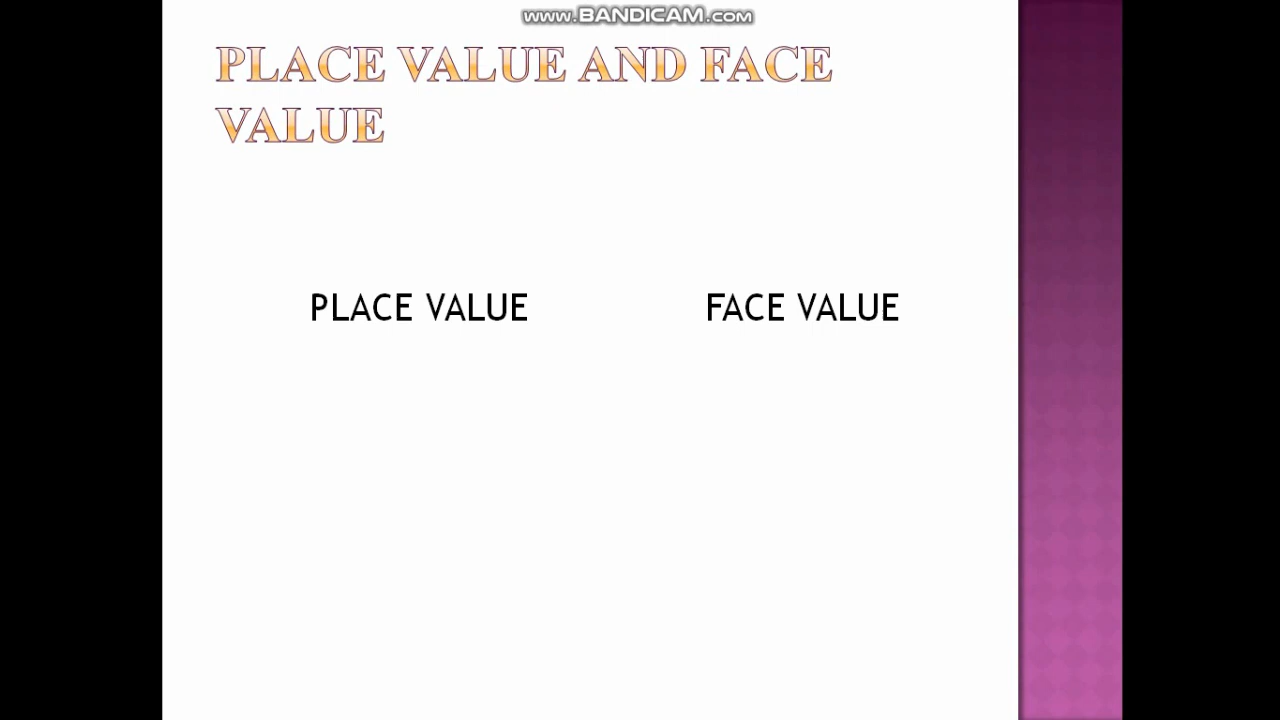 www.BANDICAM.com
PLACE VALUE AND FACE
VALUE
PLACE VALUE
FACE VALUE